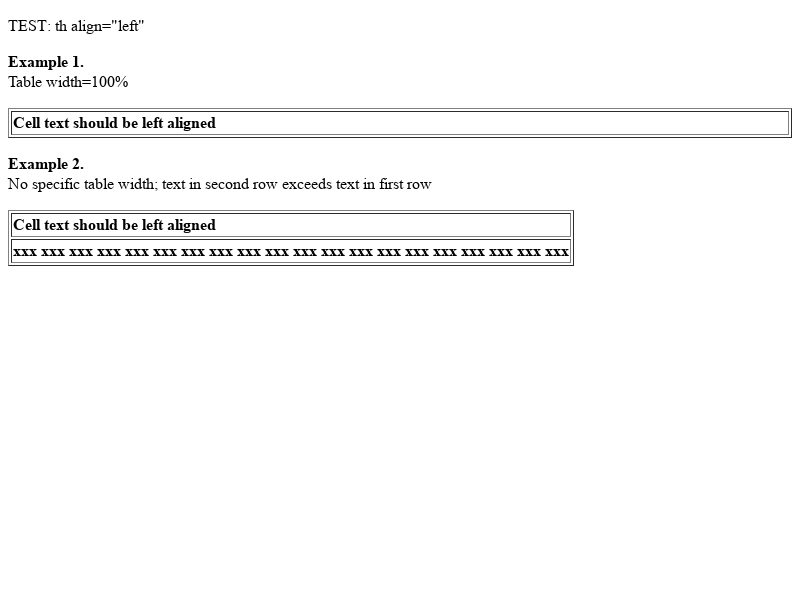 TEST: th align="left"
Example 1.
Table width=100%
Cell text should be left aligned
Example 2.
No specific table width; text in second row exceeds text in first row
Cell text should be left aligned
xxx xxx xxx xxx xxx xxx xxx xxx xxx xxx xxx xxx xxx xxx xxx xxx xxx xxx xxx xxx